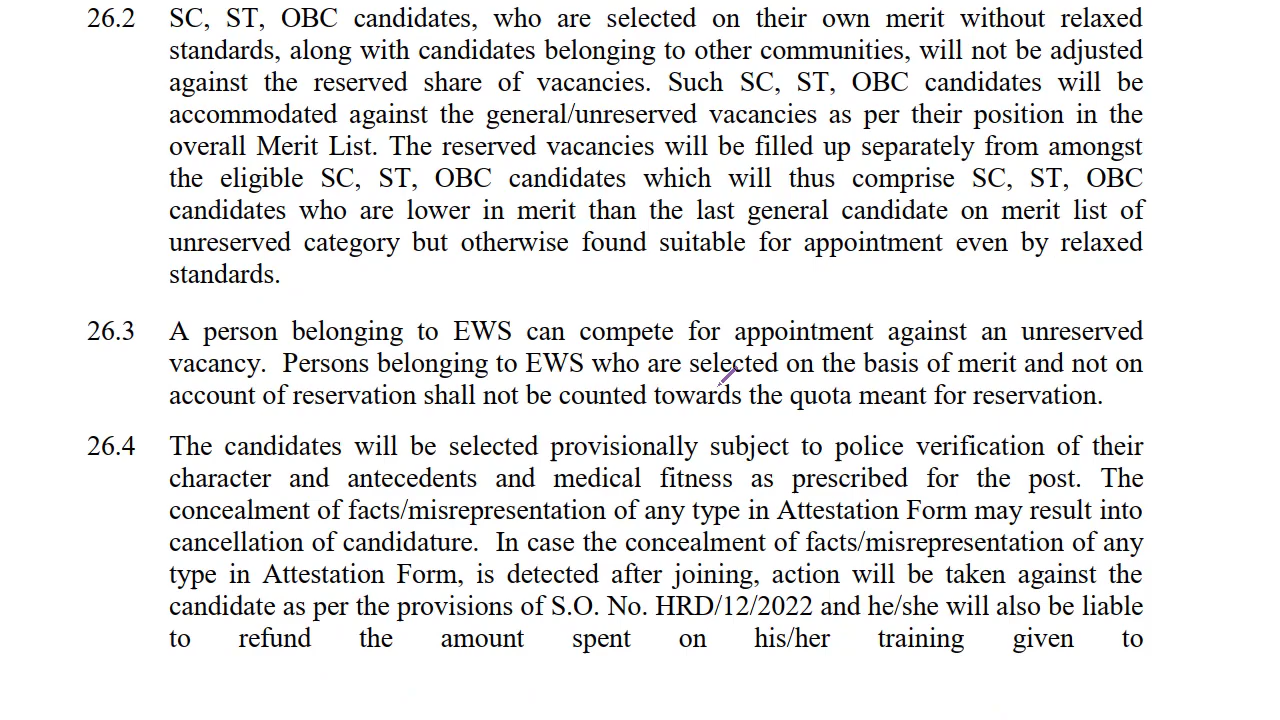 26.2 SC, ST, OBC candidates, who are selected on their own merit without relaxed
standards, along with candidates belonging to other communities, will not be adjusted
against the reserved share of vacancies. Such SC, ST, OBC candidates will be
accommodated against the general/unreserved vacancies as per their position in the
overall Merit List. The reserved vacancies will be filled up separately from amongst
the eligible SC, ST, OBC candidates which will thus comprise SC, ST, OBC
candidates who are lower in merit than the last general candidate on merit list of
unreserved category but otherwise found suitable for appointment even by relaxed
standards.
26.3 A person belonging to EWS can compete for appointment against an unreserved
vacancy. Persons belonging to EWS who are selected on the basis of merit and not on
account of reservation shall not be counted towards the quota meant for reservation.
26.4 The candidates will be selected provisionally subject to police verification of their
character and antecedents and medical fitness as prescribed for the post. The
concealment of facts/misrepresentation of any type in Attestation Form may result into
cancellation of candidature. In case the concealment of facts/misrepresentation of any
type in Attestation Form, is detected after joining, action will be taken against the
candidate as per the provisions of S.O. No. HRD/12/2022 and he/she will also be liable
to refund the amount spent on his/her training given to